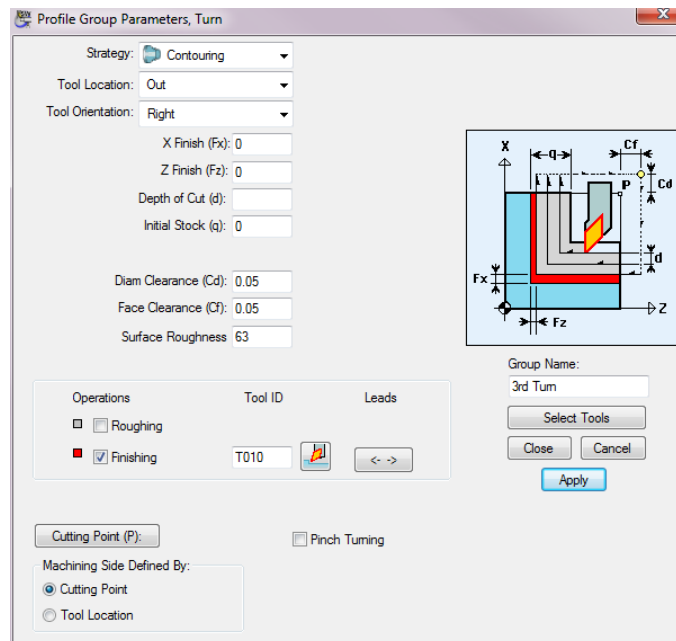 Profile Group Parameters, Turn
Strategy: Contouring
Tool Location: Out
Tool Orientation: Right
X Finish (Fx): 0
Z Finish (Fz): 0
Depth of Cut (d):
Initial Stock (q): 0
Diam Clearance (Cd): 0.05
Face Clearance (Cf): 0.05
Surface Roughness 63
X q Cf
P Cd
d
Fx
Z
Fz
Group Name:
3rd Turn
Select Tools
Close Cancel
Apply
Operations Tool ID Leads
Roughing
Finishing T010 <- ->
Cutting Point (P):
Pinch Turning
Machining Side Defined By:
Cutting Point
Tool Location